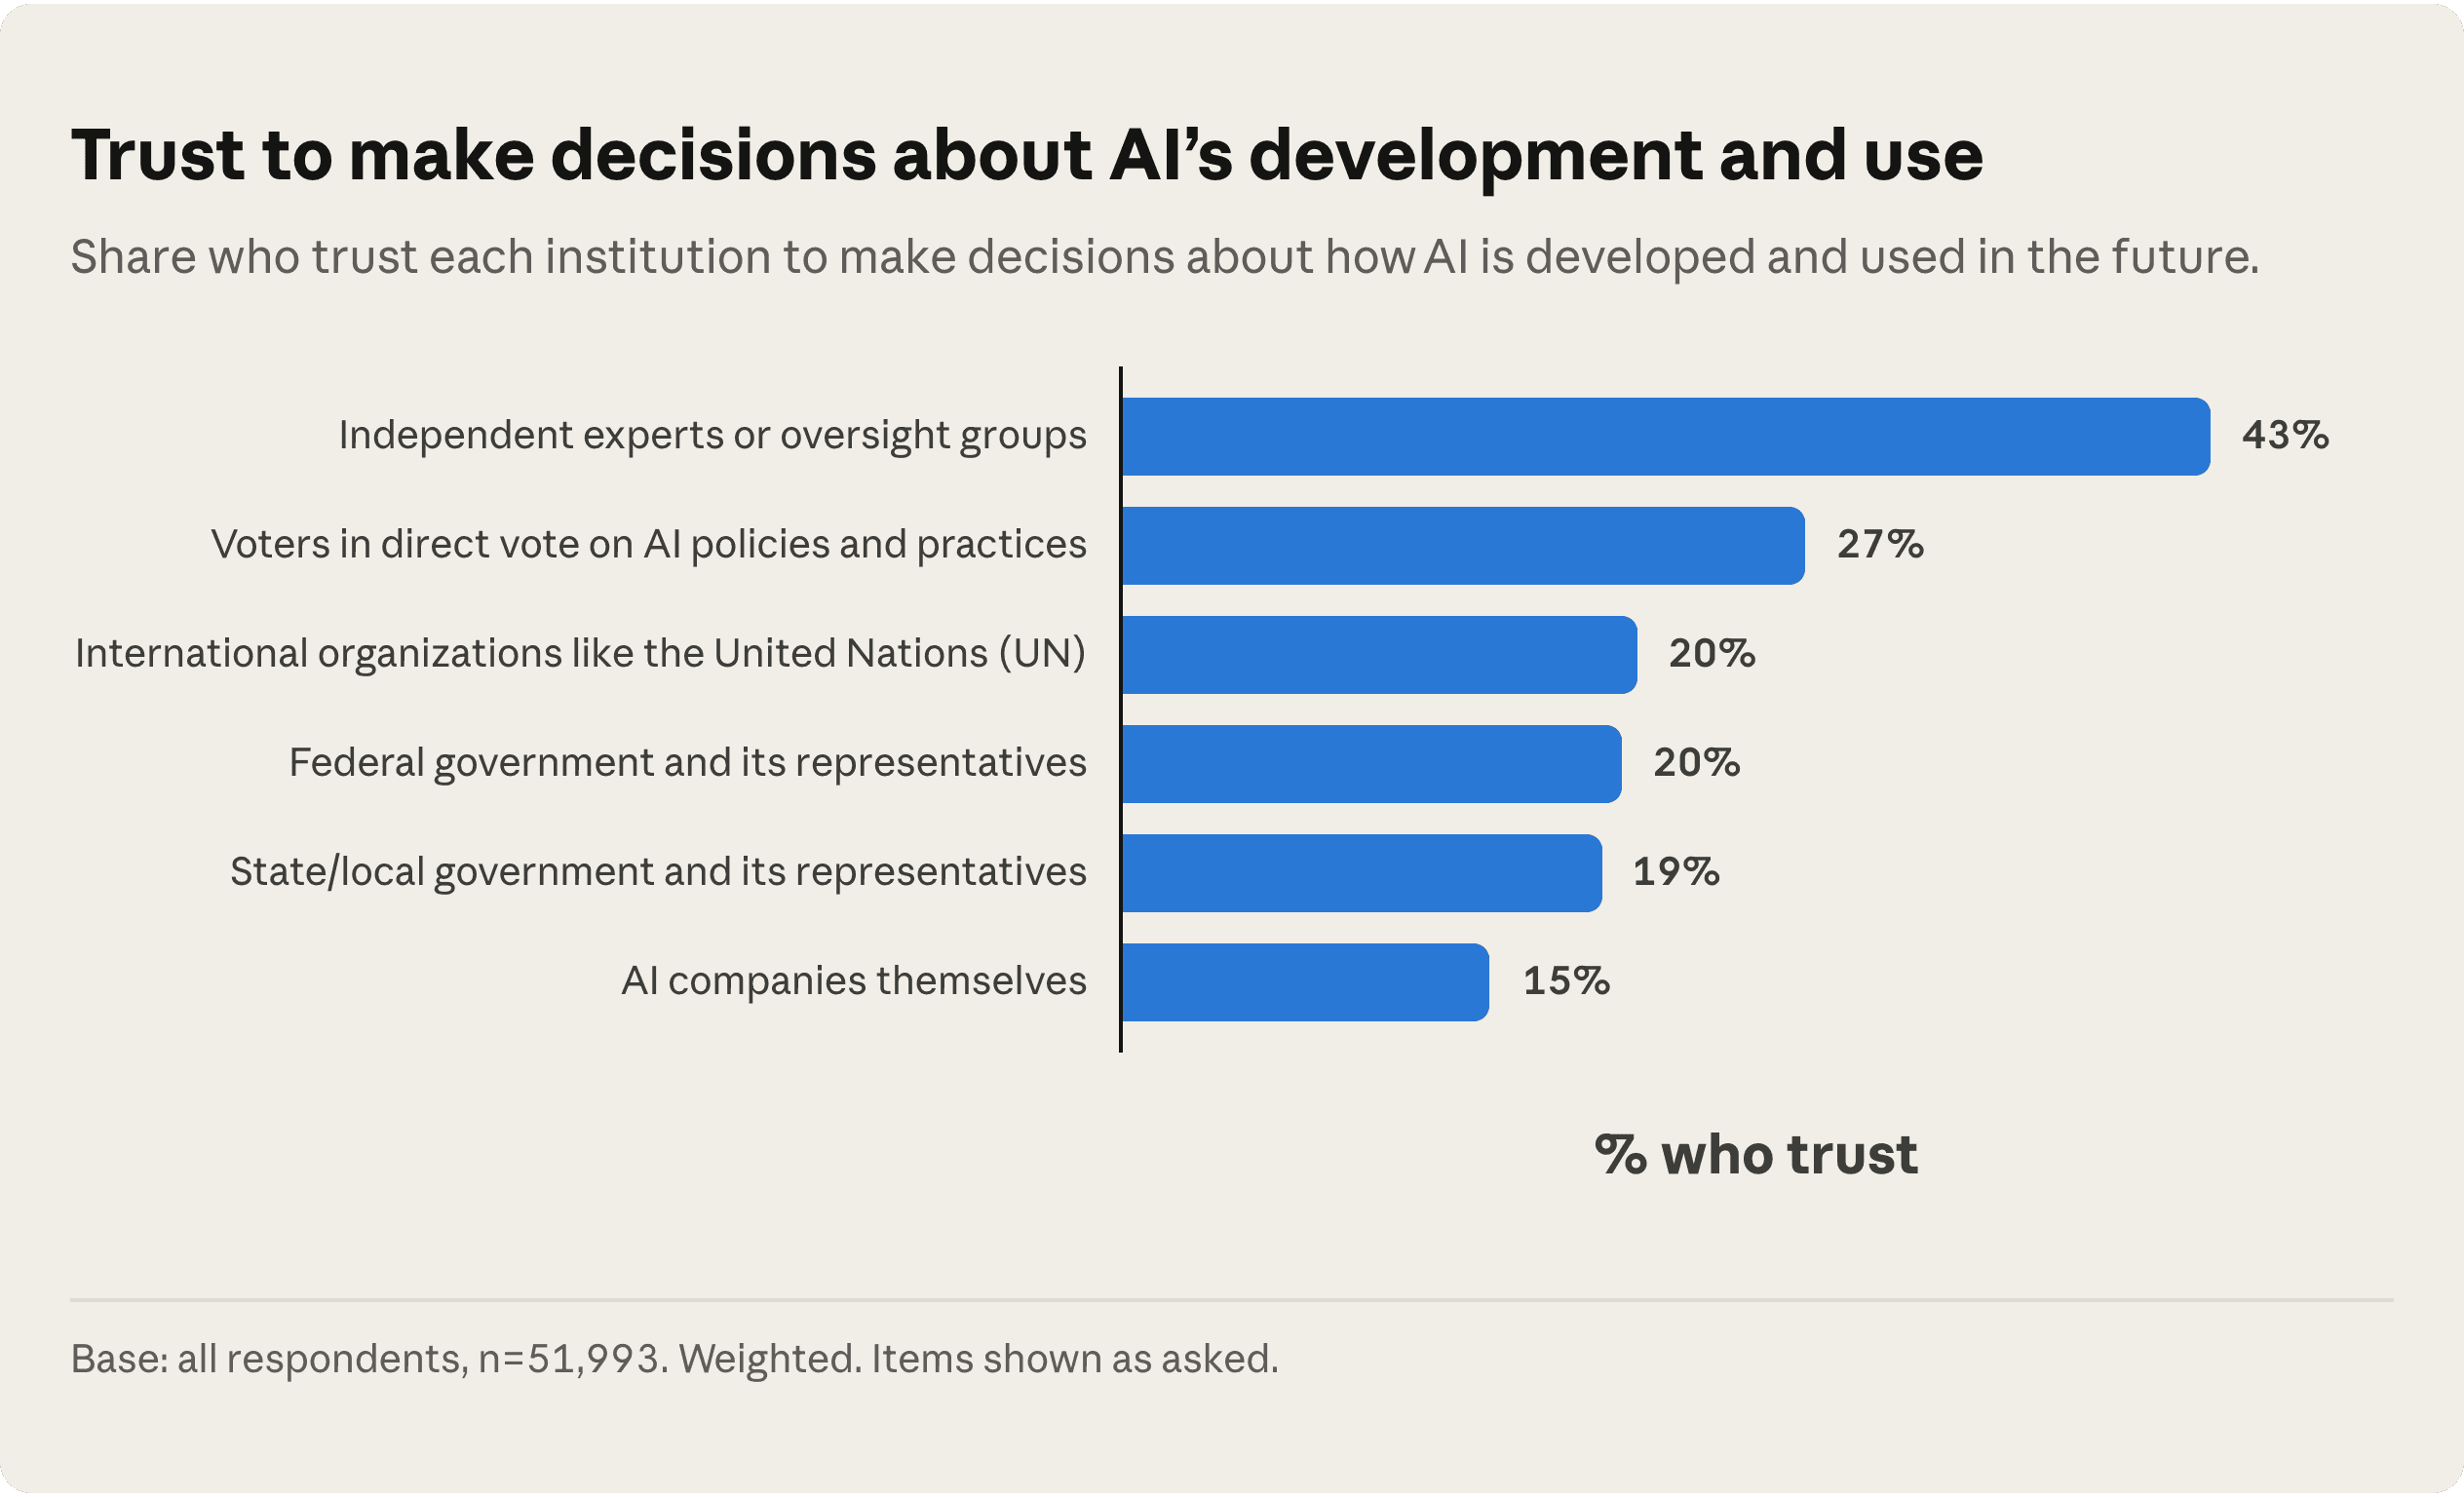 Trust to make decisions about AI’s development and use
Share who trust each institution to make decisions about how AI is developed and used in the future.
Independent experts or oversight groups 43%
Voters in direct vote on AI policies and practices 27%
International organizations like the United Nations (UN) 20%
Federal government and its representatives 20%
State/local government and its representatives 19%
AI companies themselves 15%
% who trust
Base: all respondents, n=51,993. Weighted. Items shown as asked.